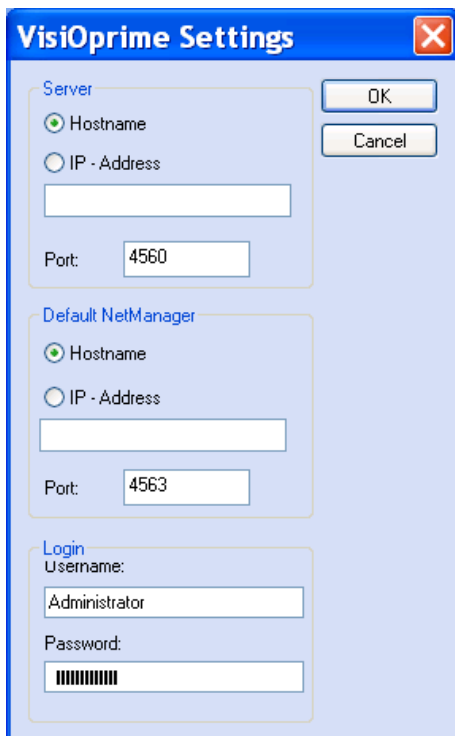 VisiOprime Settings
Server
OK
Hostname
Cancel
IP - Address
Port: 4560
Default NetManager
Hostname
IP - Address
Port: 4563
Login
Username:
Administrator
Password: